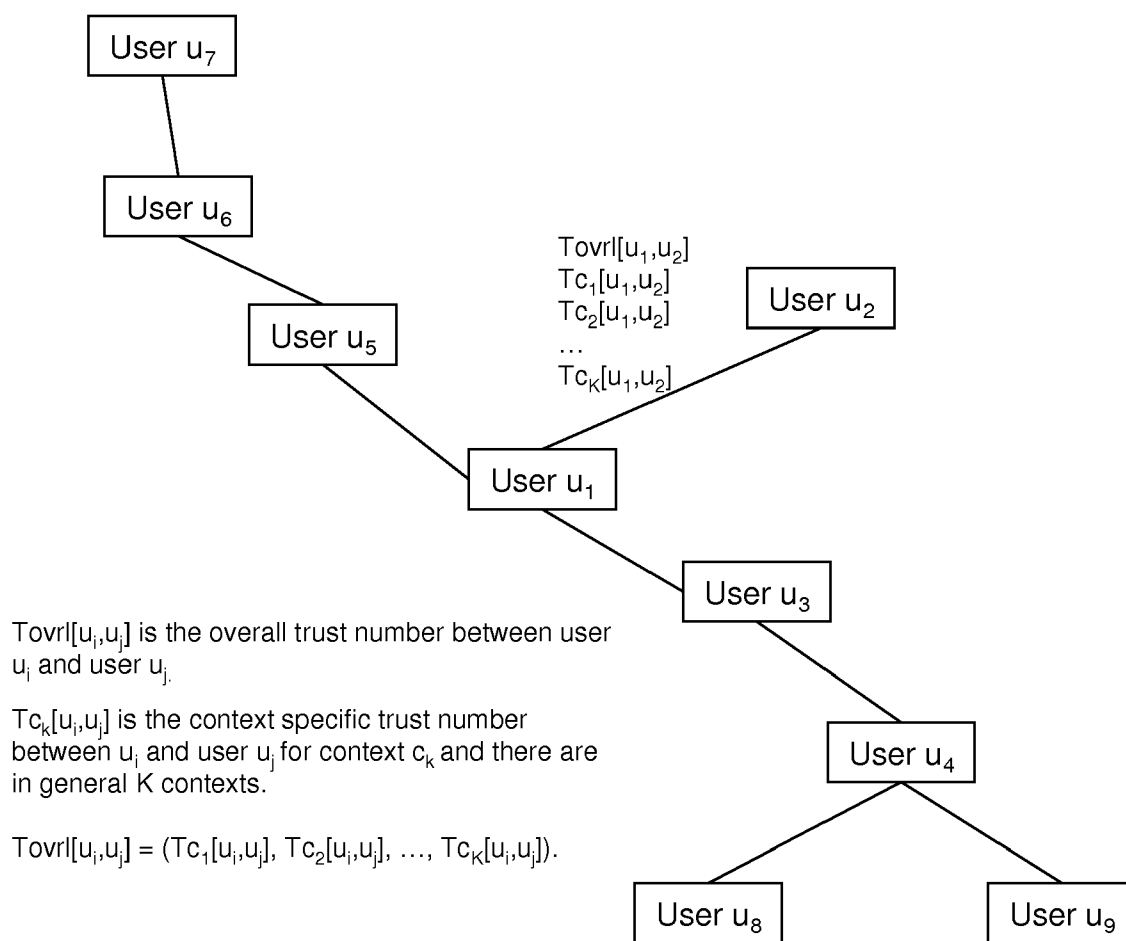 User u₇
User u₆
Tovrl[u₁,u₂]
Tc₁[u₁,u₂]
Tc₂[u₁,u₂]
...
Tc_K[u₁,u₂]
User u₂
User u₅
User u₁
User u₃
Tovrl[uᵢ,uⱼ] is the overall trust number between user
uᵢ and user uⱼ.
Tcₖ[uᵢ,uⱼ] is the context specific trust number
between uᵢ and user uⱼ for context cₖ and there are
in general K contexts.
User u₄
Tovrl[uᵢ,uⱼ] = (Tc₁[uᵢ,uⱼ], Tc₂[uᵢ,uⱼ], ..., Tc_K[uᵢ,uⱼ]).
User u₈
User u₉